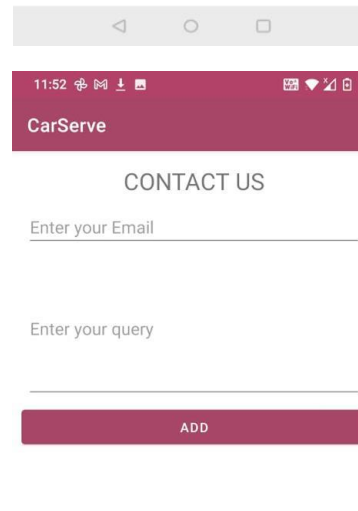 11:52
CarServe
CONTACT US
Enter your Email
Enter your query
ADD